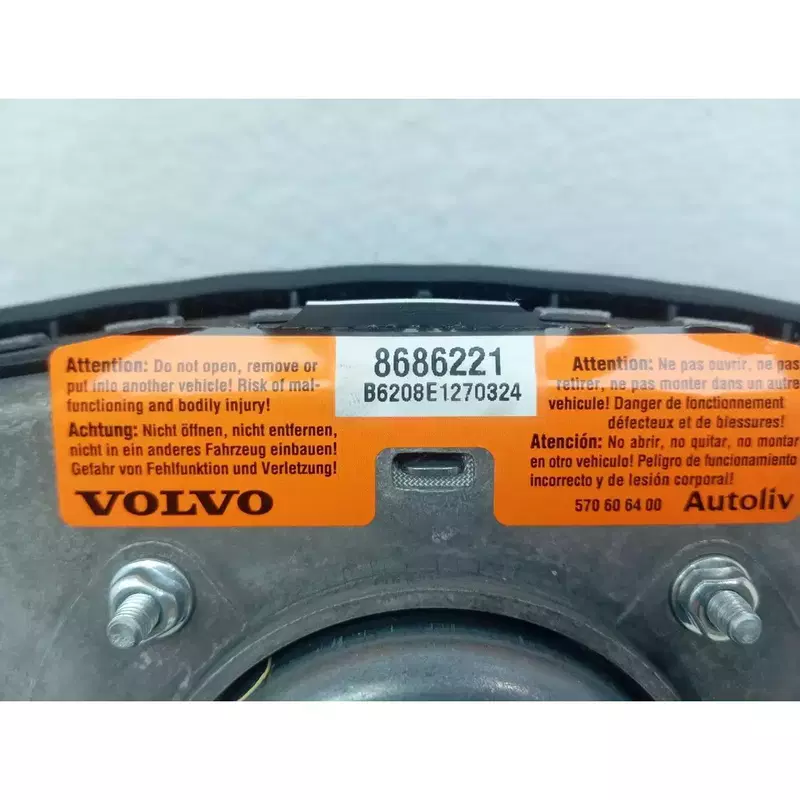 Attention: Do not open, remove or
put into another vehicle! Risk of mal-
functioning and bodily injury!
Achtung: Nicht öffnen, nicht entfernen,
nicht in ein anderes Fahrzeug einbauen!
Gefahr von Fehlfunktion und Verletzung!
VOLVO
8686221
B6208E1270324
Attention: Ne pas ouvrir, ne pas
retirer, ne pas monter dans un autre
vehicule! Danger de fonctionnement
défecteux et de blessures!
Atención: No abrir, no quitar, no montar
en otro vehiculo! Peligro de funcionamiento
incorrecto y de lesión corporal!
570 60 64 00 Autoliv